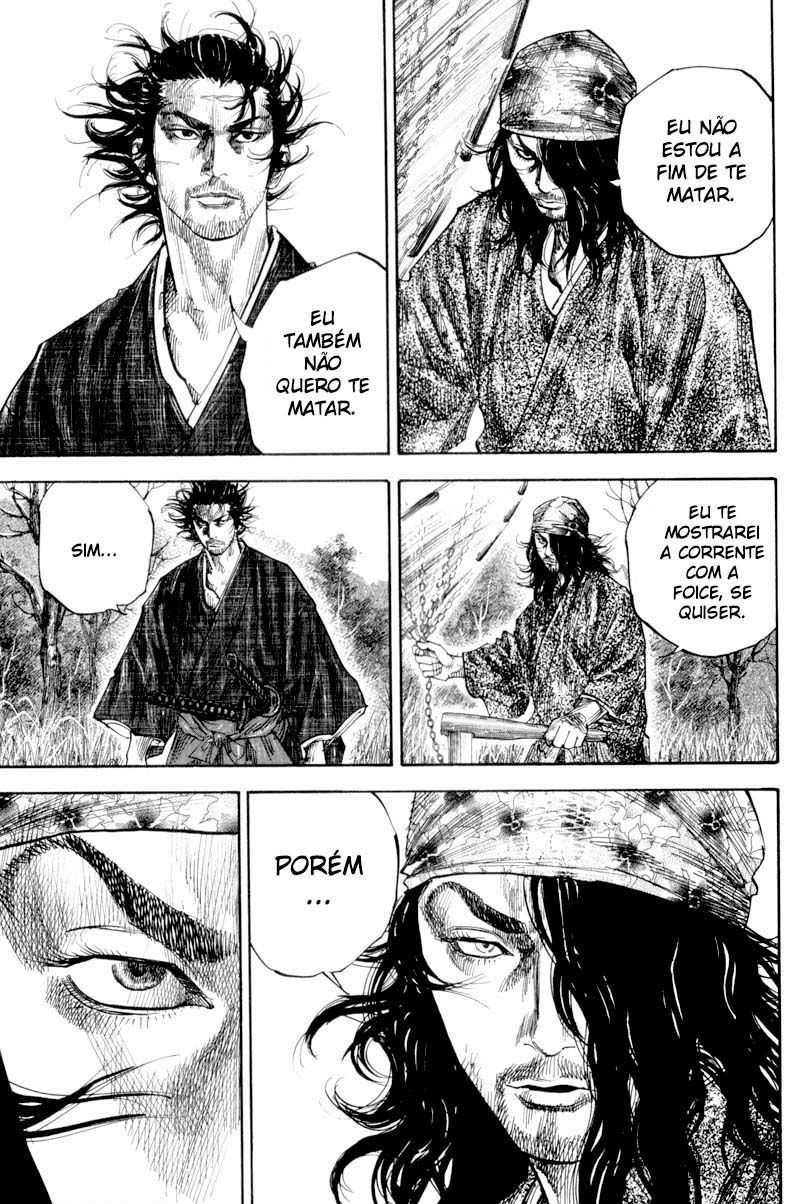 EU NÃO
ESTOU A
FIM DE TE
MATAR.
EU
TAMBÉM
NÃO
QUERO TE
MATAR.
EU TE
MOSTRAREI
A CORRENTE
COM A
FOICE, SE
QUISER.
SIM...
PORÉM
...